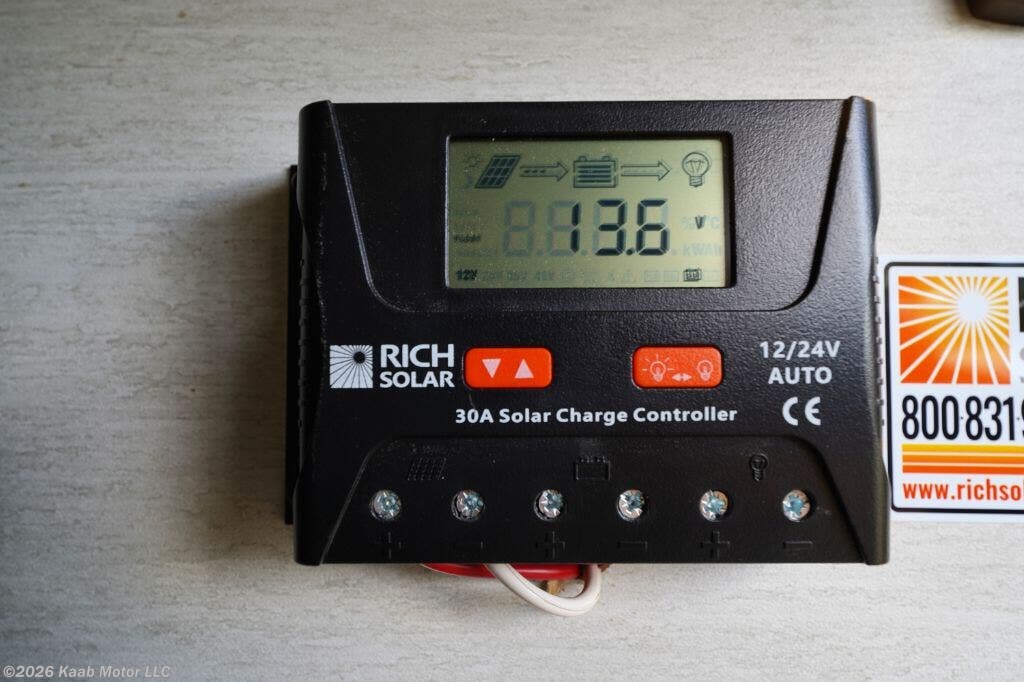 13.6
V
12V
RICH
SOLAR
12/24V
AUTO
30A Solar Charge Controller
CE
+ - + - + -
800·831
www.richso
©2026 Kaab Motor LLC